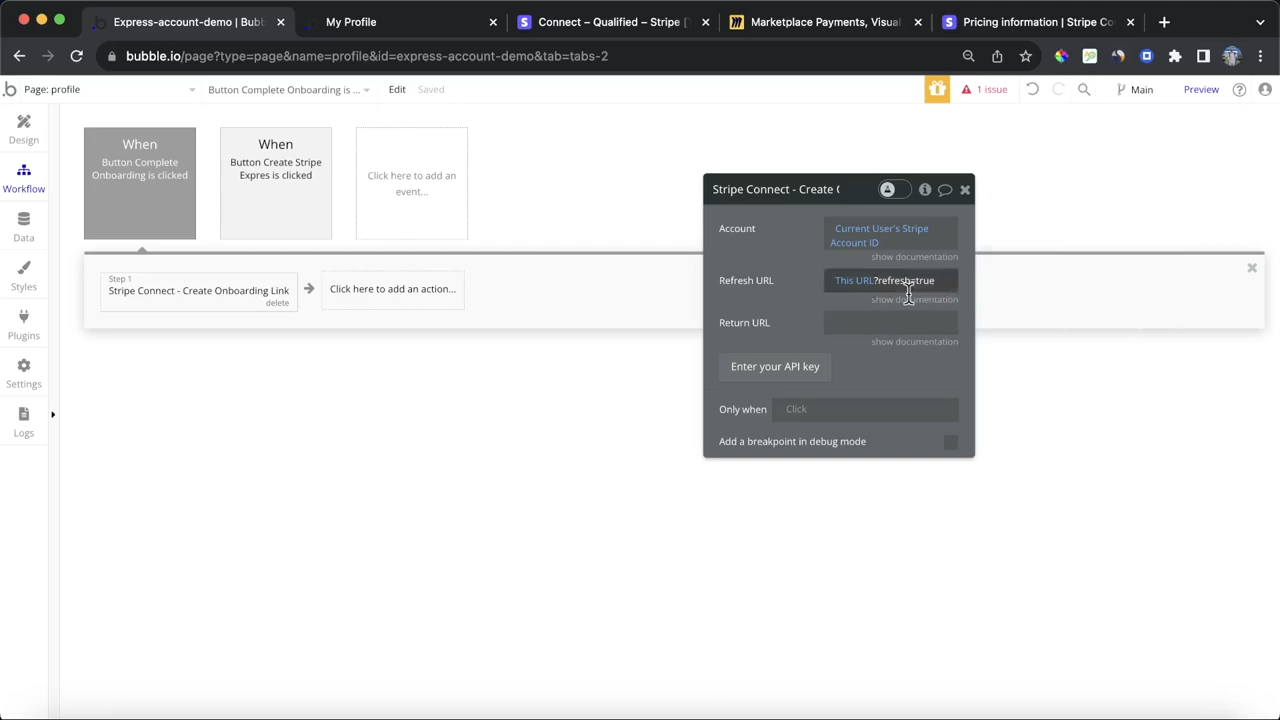 Express-account-demo | Bubb
My Profile
Connect – Qualified – Stripe [
Marketplace Payments, Visual
Pricing information | Stripe Co
bubble.io/page?type=page&name=profile&id=express-account-demo&tab=tabs-2
Page: profile
Button Complete Onboarding is ...
Edit
Saved
1 issue
Main
Preview
Design
Workflow
Data
Styles
Plugins
Settings
Logs
When
Button Complete
Onboarding is clicked
When
Button Create Stripe
Expres is clicked
Click here to add an
event...
Step 1
Stripe Connect - Create Onboarding Link
delete
Click here to add an action...
Stripe Connect - Create (
Account
Current User's Stripe
Account ID
show documentation
Refresh URL
This URL?refresh=true
show documentation
Return URL
show documentation
Enter your API key
Only when
Click
Add a breakpoint in debug mode